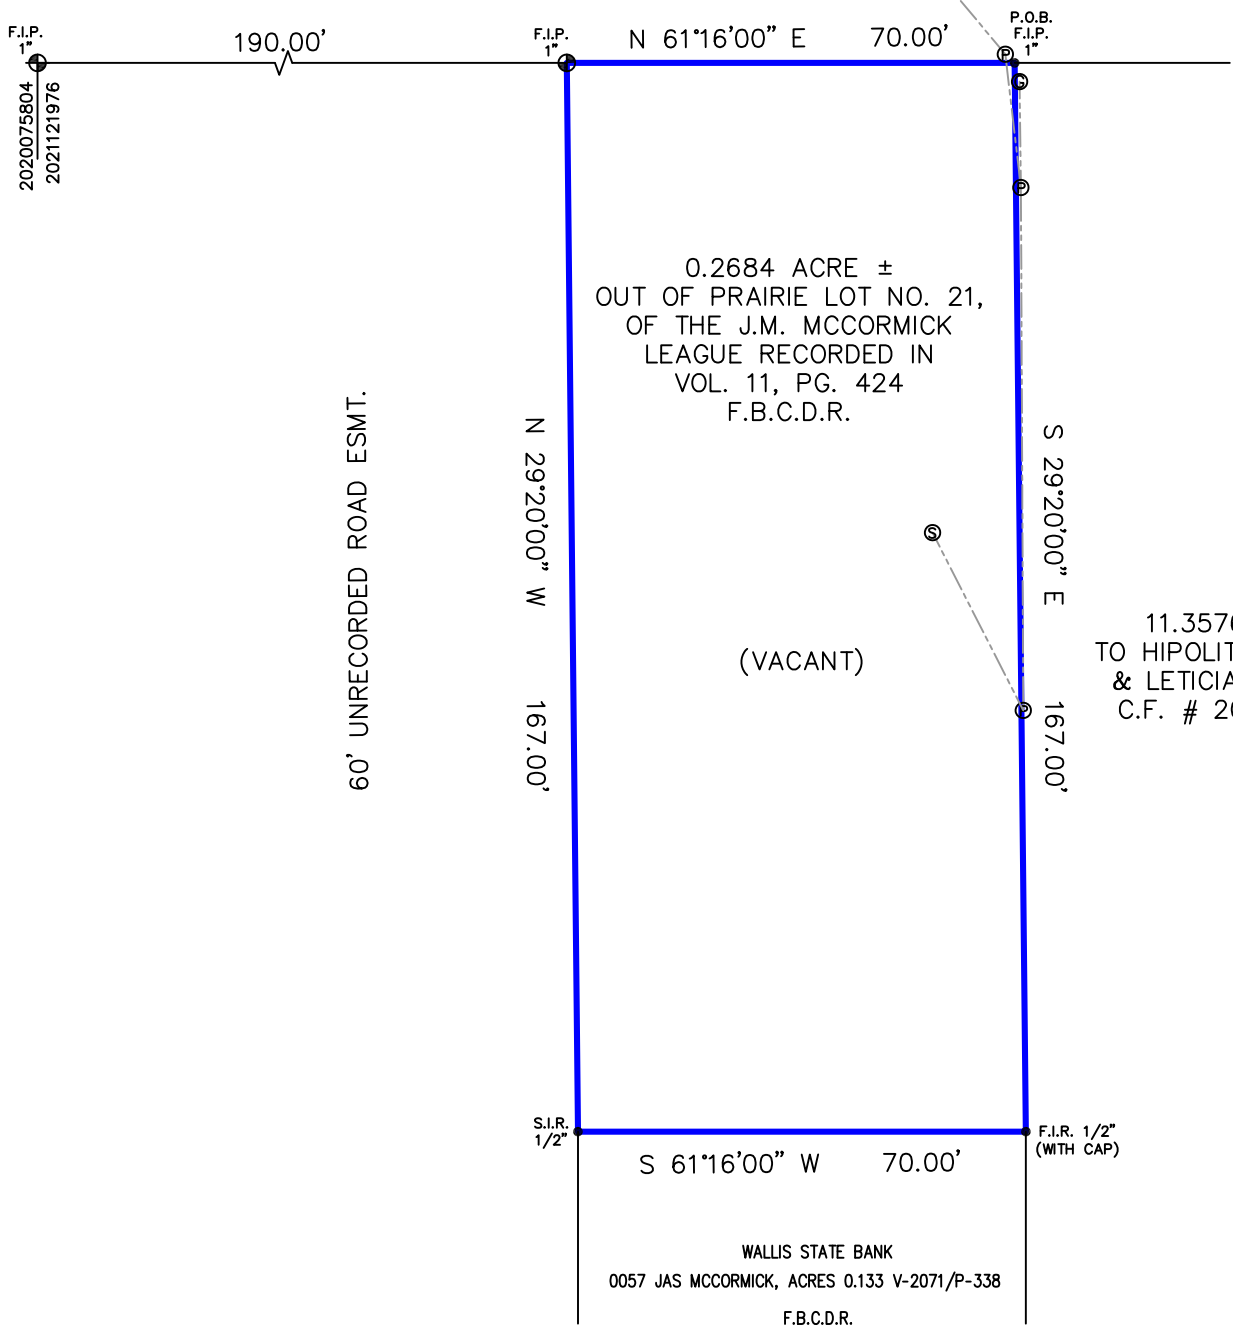 F.I.P.
1"
190.00'
F.I.P.
1"
N 61°16'00" E 70.00'
P.O.B.
F.I.P.
1"
P
G
2020075804
2021121976
P
0.2684 ACRE ±
OUT OF PRAIRIE LOT NO. 21,
OF THE J.M. MCCORMICK
LEAGUE RECORDED IN
VOL. 11, PG. 424
F.B.C.D.R.
60' UNRECORDED ROAD ESMT.
N 29°20'00" W 167.00'
S 29°20'00" E 167.00'
S
(VACANT)
P
11.357
TO HIPOLIT
& LETICIA
C.F. # 20
S.I.R.
1/2"
F.I.R. 1/2"
(WITH CAP)
S 61°16'00" W 70.00'
WALLIS STATE BANK
0057 JAS MCCORMICK, ACRES 0.133 V-2071/P-338
F.B.C.D.R.